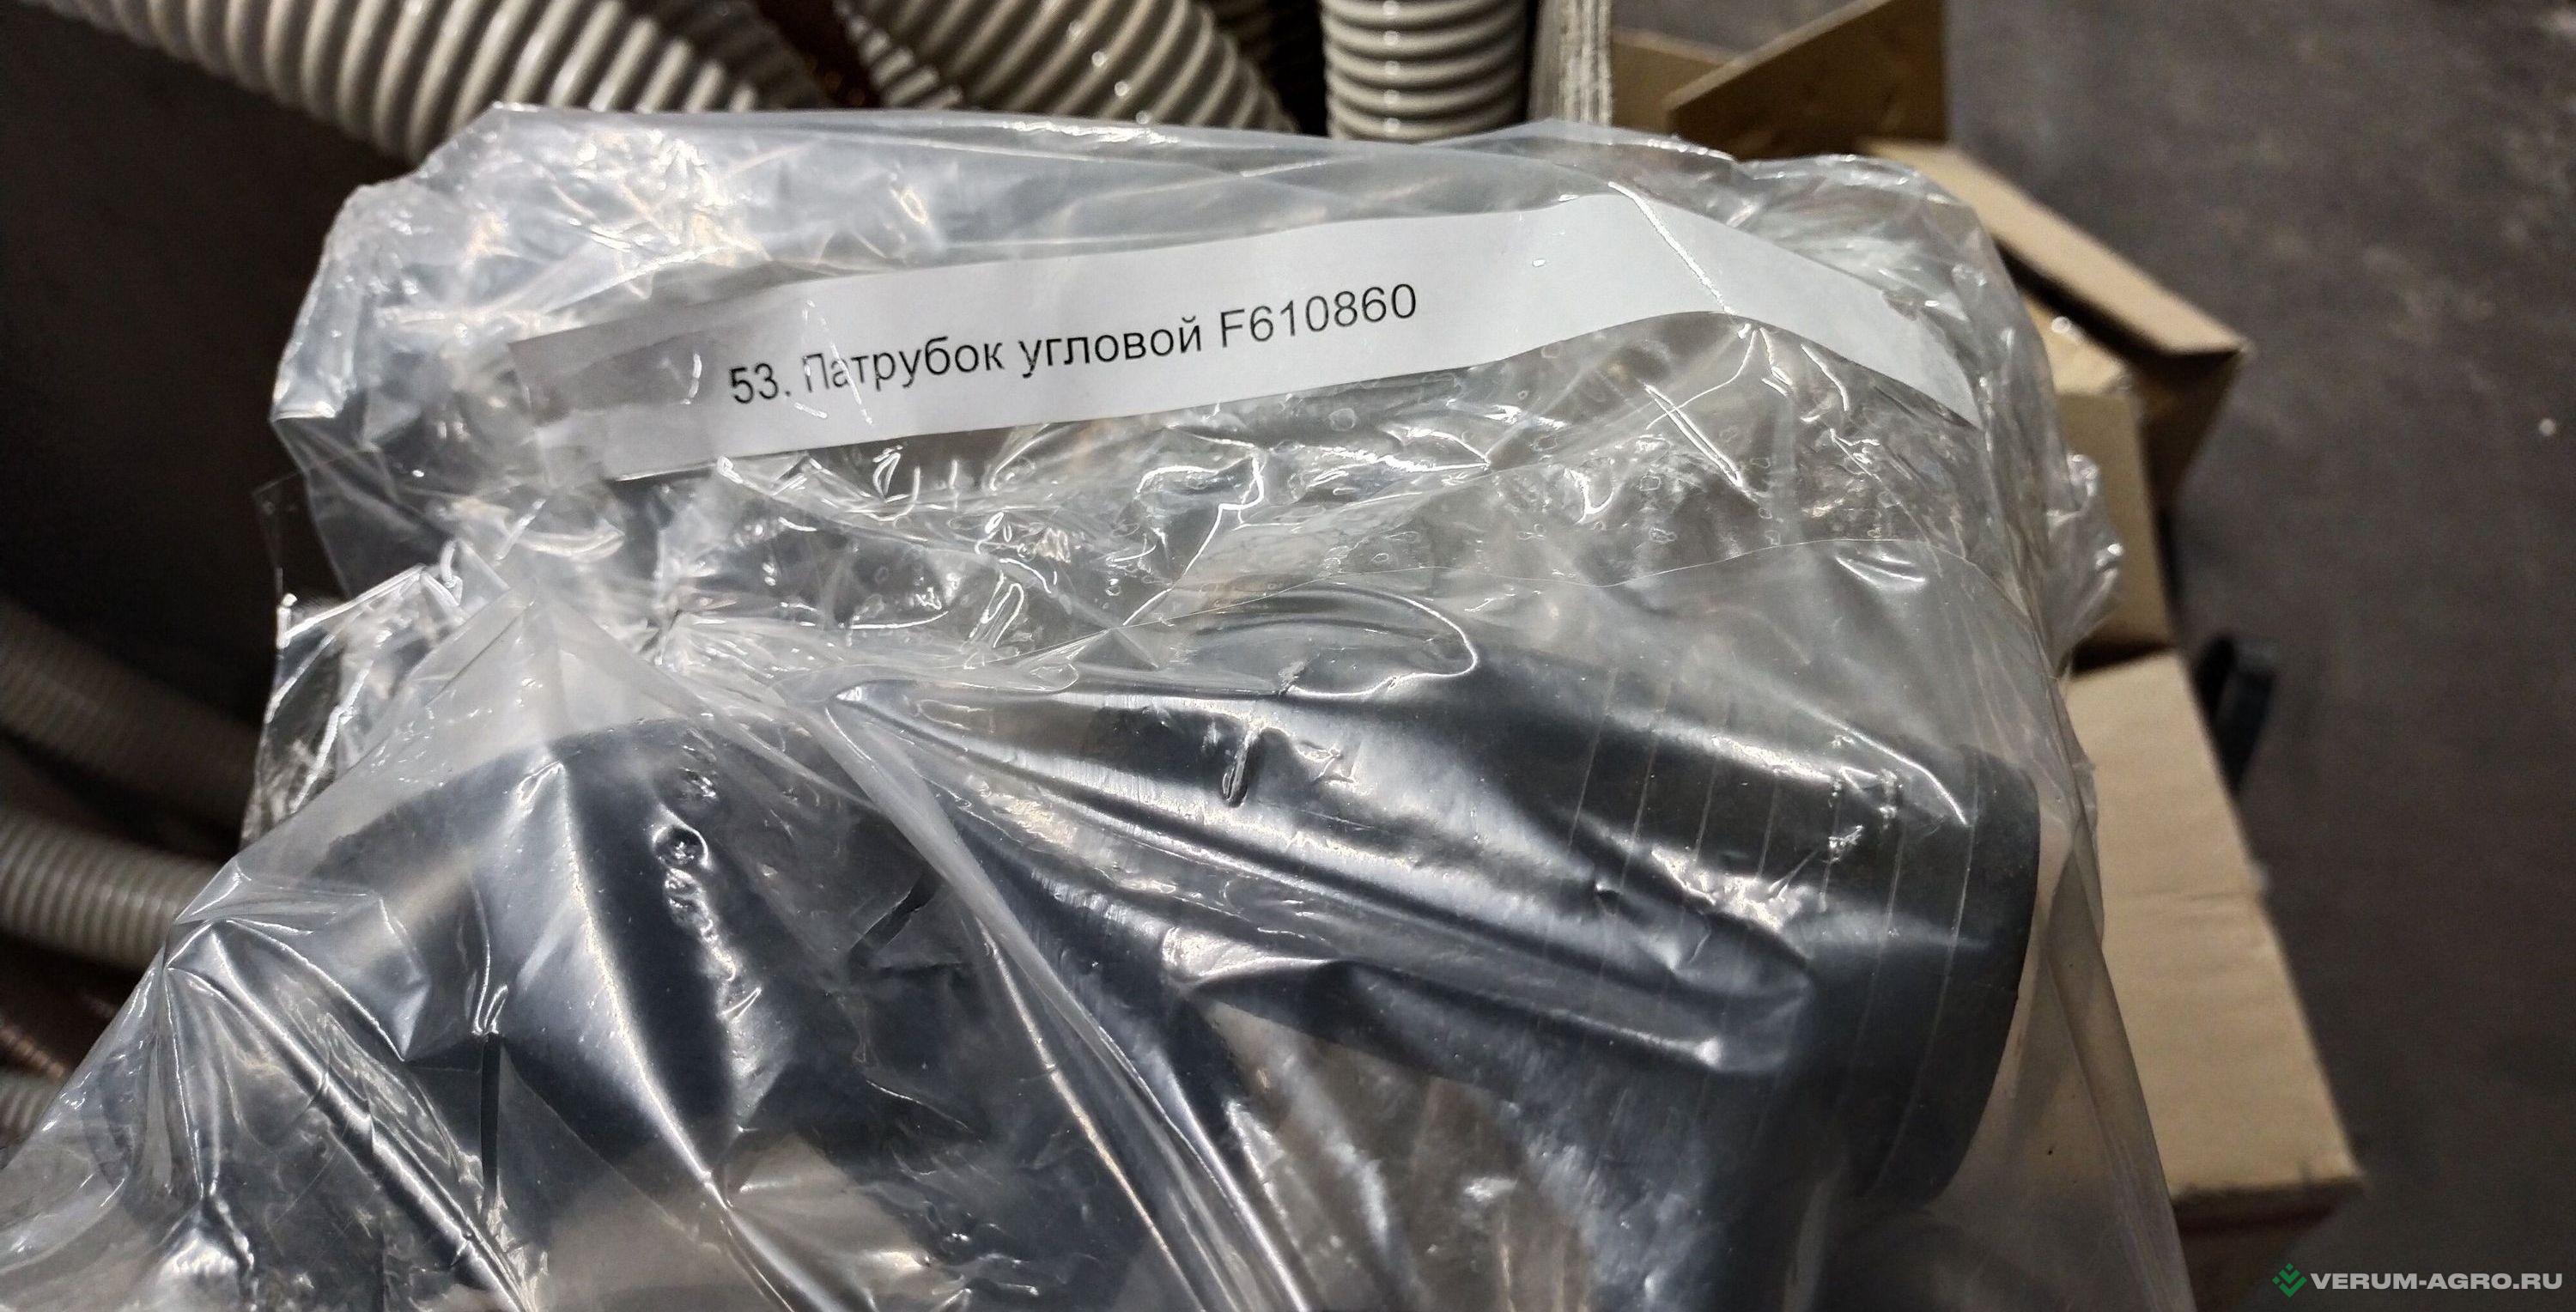 53. Патрубок угловой F610860
VERUM-AGRO.RU